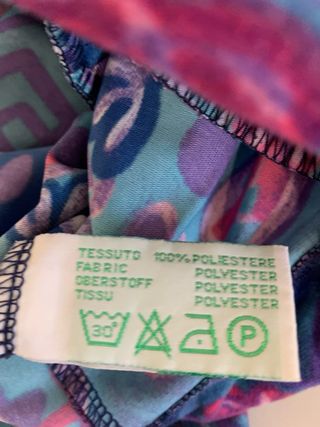 TESSUTO 100% POLIESTERE
FABRIC POLYESTER
OBERSTOFF POLYESTER
TISSU POLYESTER
30° P